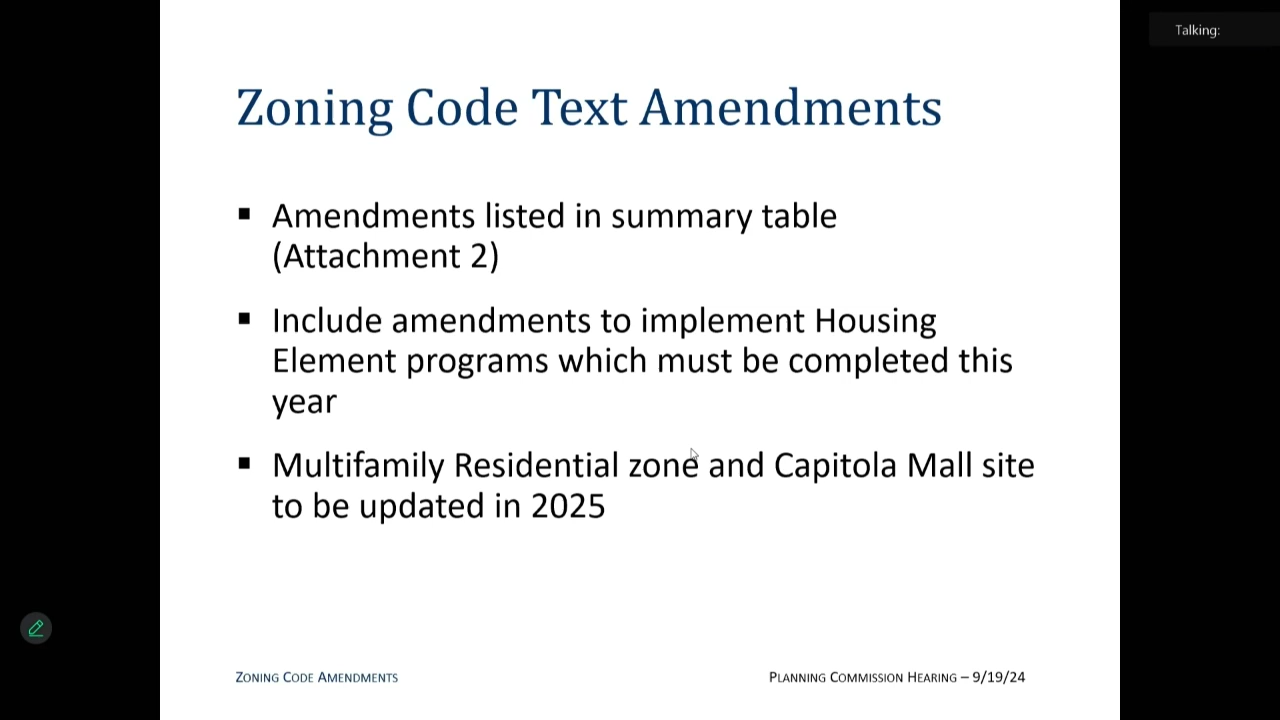 Talking:
Zoning Code Text Amendments
▪ Amendments listed in summary table
(Attachment 2)
▪ Include amendments to implement Housing
Element programs which must be completed this
year
▪ Multifamily Residential zone and Capitola Mall site
to be updated in 2025
ZONING CODE AMENDMENTS
PLANNING COMMISSION HEARING – 9/19/24